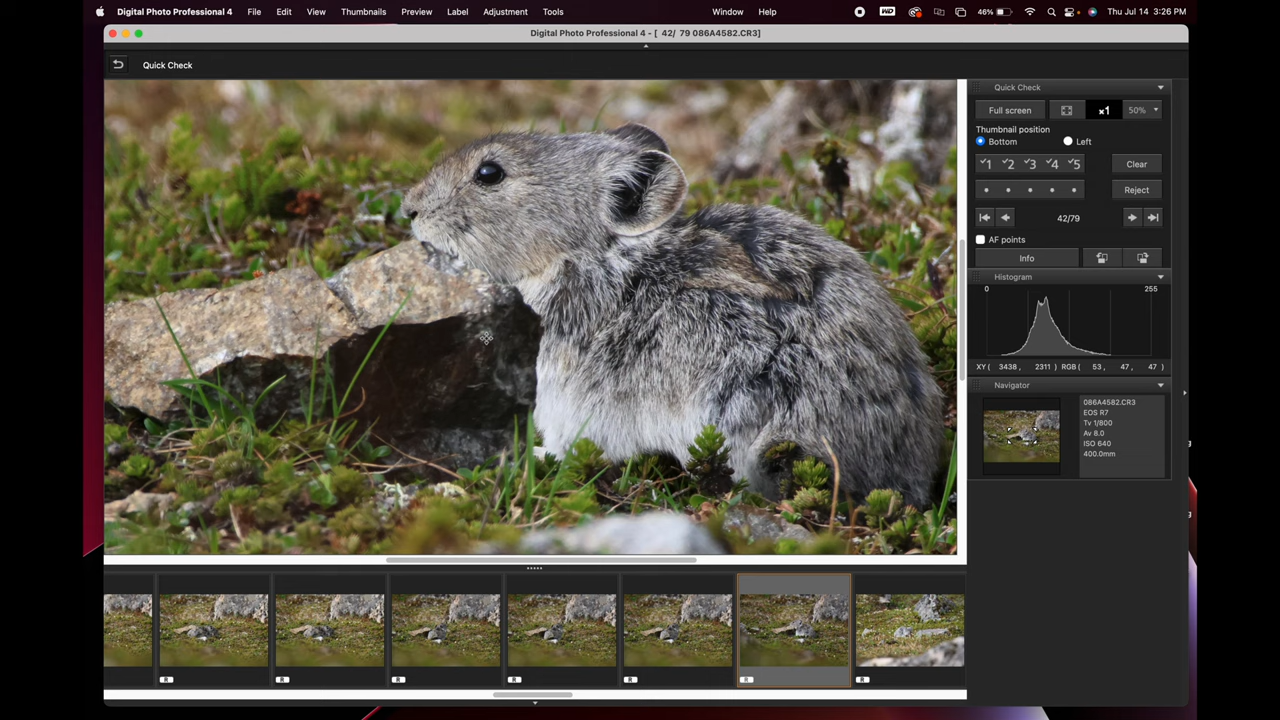 Digital Photo Professional 4 File Edit View Thumbnails Preview Label Adjustment Tools Window Help WD 46% Thu Jul 14 3:26 PM
Digital Photo Professional 4 - [ 42/ 79 086A4582.CR3]
Quick Check
Quick Check
Full screen x1 50%
Thumbnail position
Bottom Left
1 2 3 4 5 Clear
Reject
42/79
AF points
Info
Histogram
0 255
XY( 3438, 2311 ) RGB( 53, 47, 47 )
Navigator
086A4582.CR3
EOS R7
Tv 1/800
Av 8.0
ISO 640
400.0mm
R R R R R R R